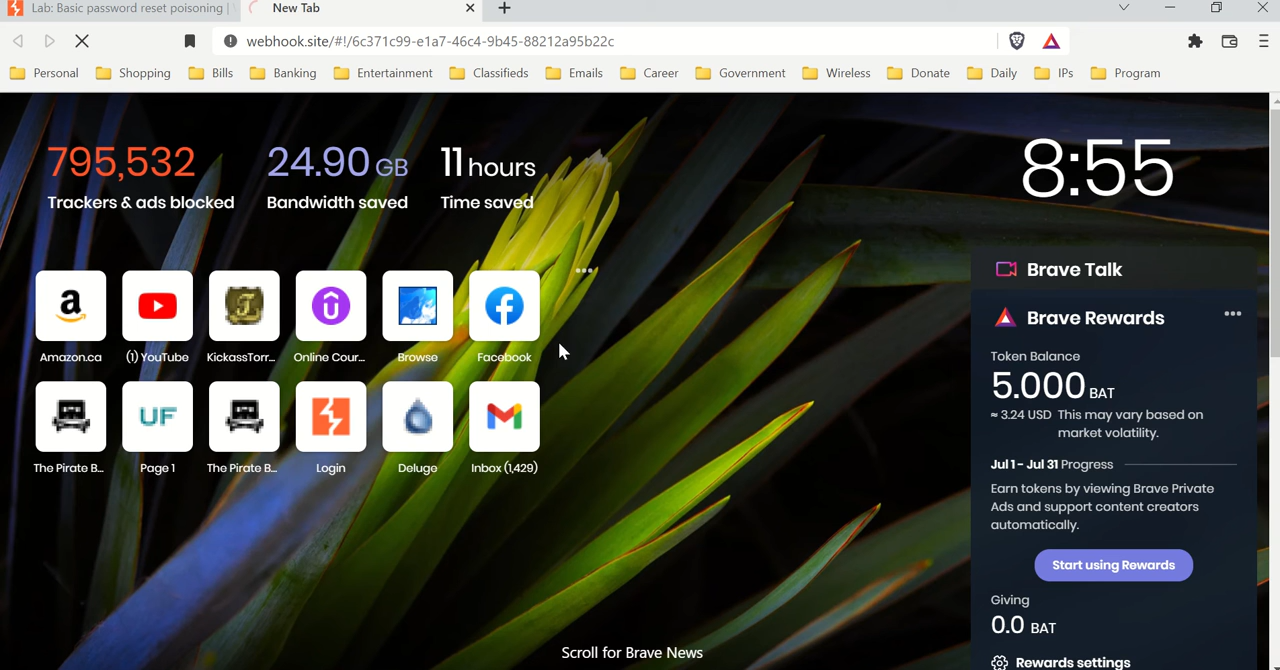 Lab: Basic password reset poisoning |
New Tab
webhook.site/#!/6c371c99-e1a7-46c4-9b45-88212a95b22c
Personal Shopping Bills Banking Entertainment Classifieds Emails Career Government Wireless Donate Daily IPs Program
795,532 24.90 GB 11 hours
Trackers & ads blocked Bandwidth saved Time saved
8:55
Amazon.ca (1) YouTube KickassTorr... Online Cour... Browse Facebook
UF
The Pirate B... Page 1 The Pirate B... Login Deluge Inbox (1,429)
Brave Talk
Brave Rewards
Token Balance
5.000 BAT
≈ 3.24 USD This may vary based on
market volatility.
Jul 1 - Jul 31 Progress
Earn tokens by viewing Brave Private
Ads and support content creators
automatically.
Start using Rewards
Giving
0.0 BAT
Rewards settings
Scroll for Brave News